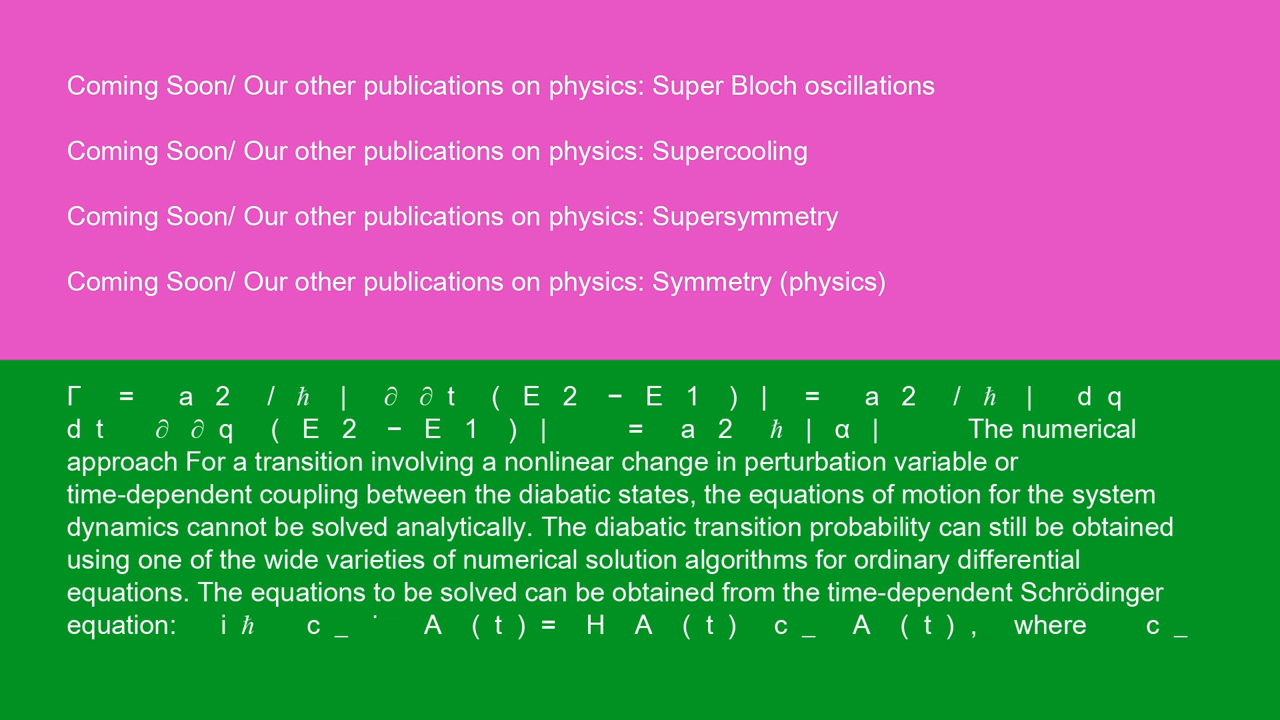 Coming Soon/ Our other publications on physics: Super Bloch oscillations
Coming Soon/ Our other publications on physics: Supercooling
Coming Soon/ Our other publications on physics: Supersymmetry
Coming Soon/ Our other publications on physics: Symmetry (physics)
Γ = a 2 / ℏ | ∂ ∂ t ( E 2 − E 1 ) | = a 2 / ℏ | d q
d t ∂ ∂ q ( E 2 − E 1 ) | = a 2 ℏ | α | The numerical
approach For a transition involving a nonlinear change in perturbation variable or
time-dependent coupling between the diabatic states, the equations of motion for the system
dynamics cannot be solved analytically. The diabatic transition probability can still be obtained
using one of the wide varieties of numerical solution algorithms for ordinary differential
equations. The equations to be solved can be obtained from the time-dependent Schrödinger
equation: i ℏ c _ ˙ A ( t ) = H A ( t ) c _ A ( t ) , where c _